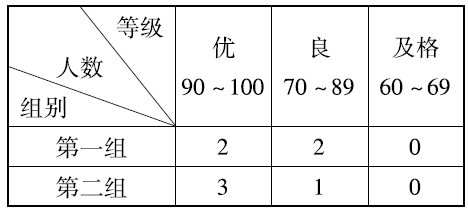 等级
人数
组别
优
90～100
良
70～89
及格
60～69
第一组 2 2 0
第二组 3 1 0